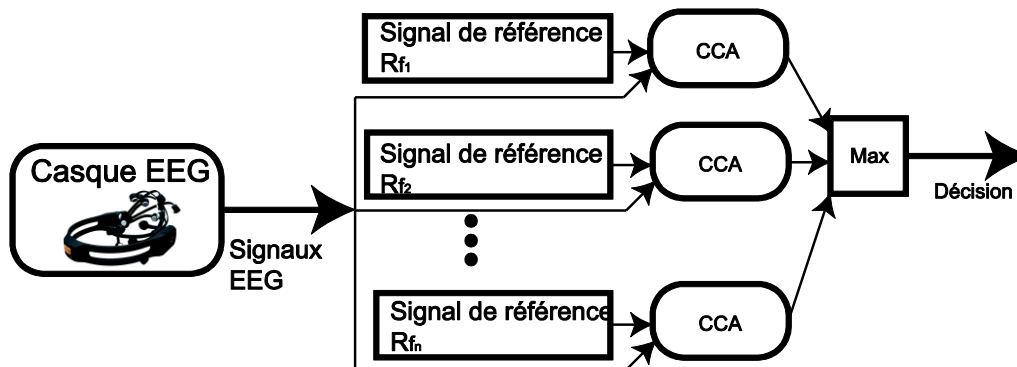 Signal de référence
Rf1
CCA
Signal de référence
Rf2
CCA
Max
Casque EEG
Décision
Signaux
EEG
Signal de référence
Rfn
CCA